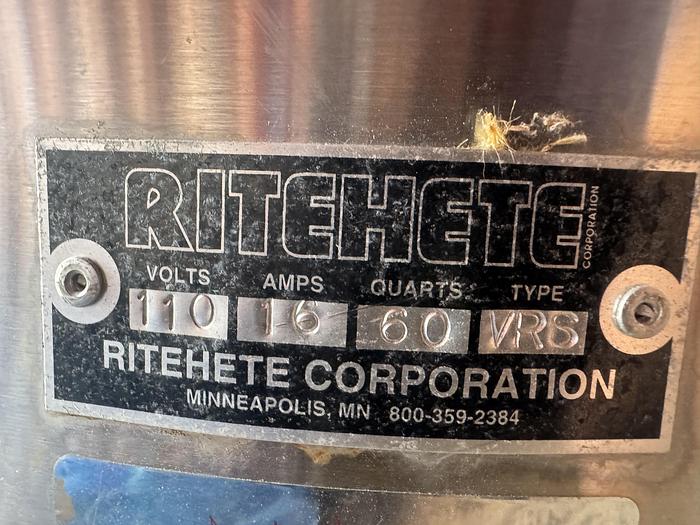 RITEHETE
CORPORATION
VOLTS AMPS QUARTS TYPE
110 16 60 VRS
RITEHETE CORPORATION
MINNEAPOLIS, MN 800-359-2384